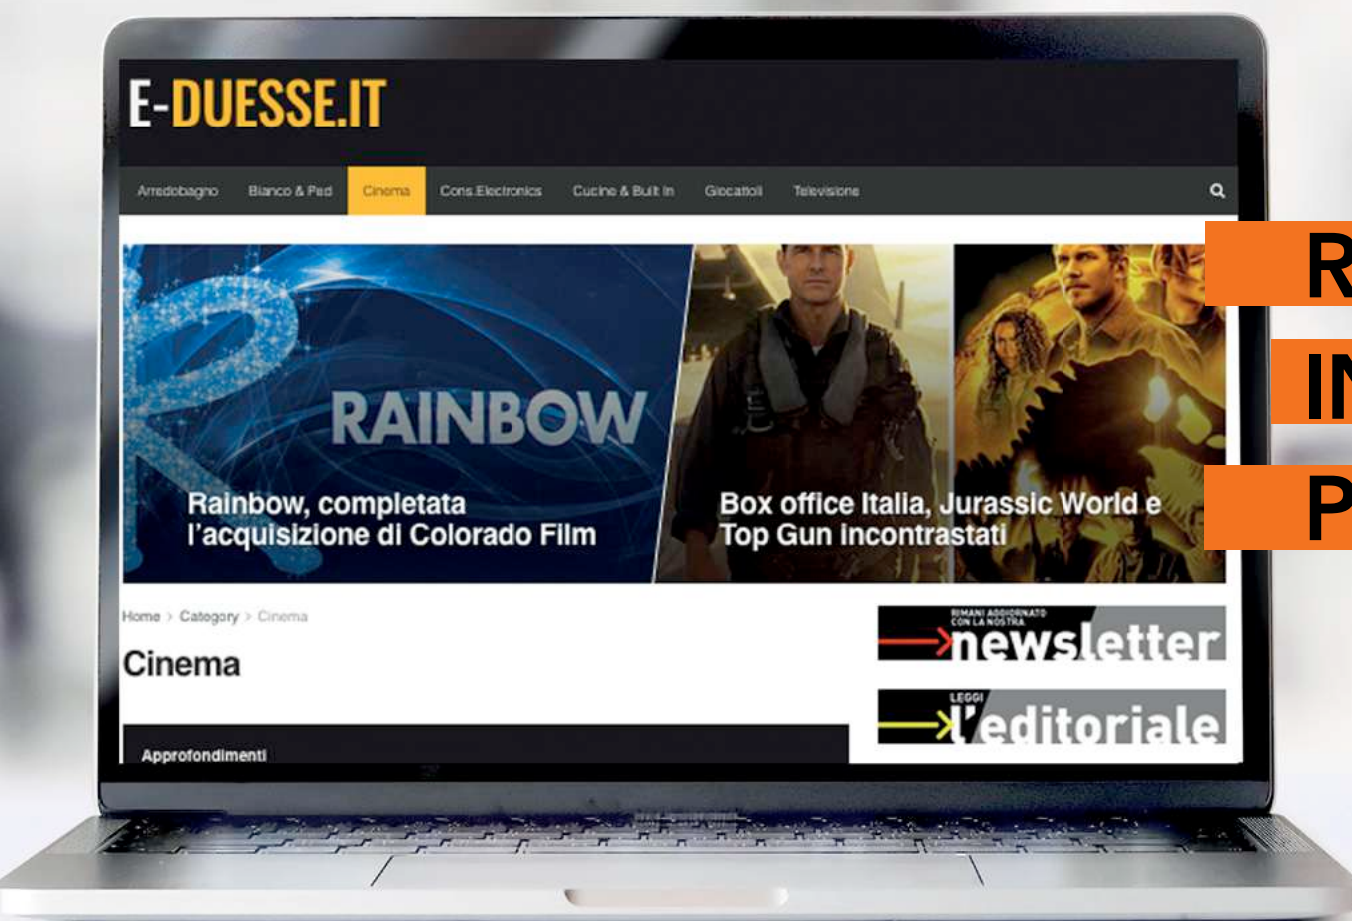 E-DUESSE.IT
Arredobagno Bianco & Ped Cinema Cons.Electronics Cucine & Built In Giocattoli Televisione
RAINBOW
Rainbow, completata
l'acquisizione di Colorado Film
Box office Italia, Jurassic World e
Top Gun incontrastati
R
IN
P
Home > Category > Cinema
Cinema
RIMANI AGGIORNATO
CON LA NOSTRA
newsletter
LEGGI
l'editoriale
Approfondimenti